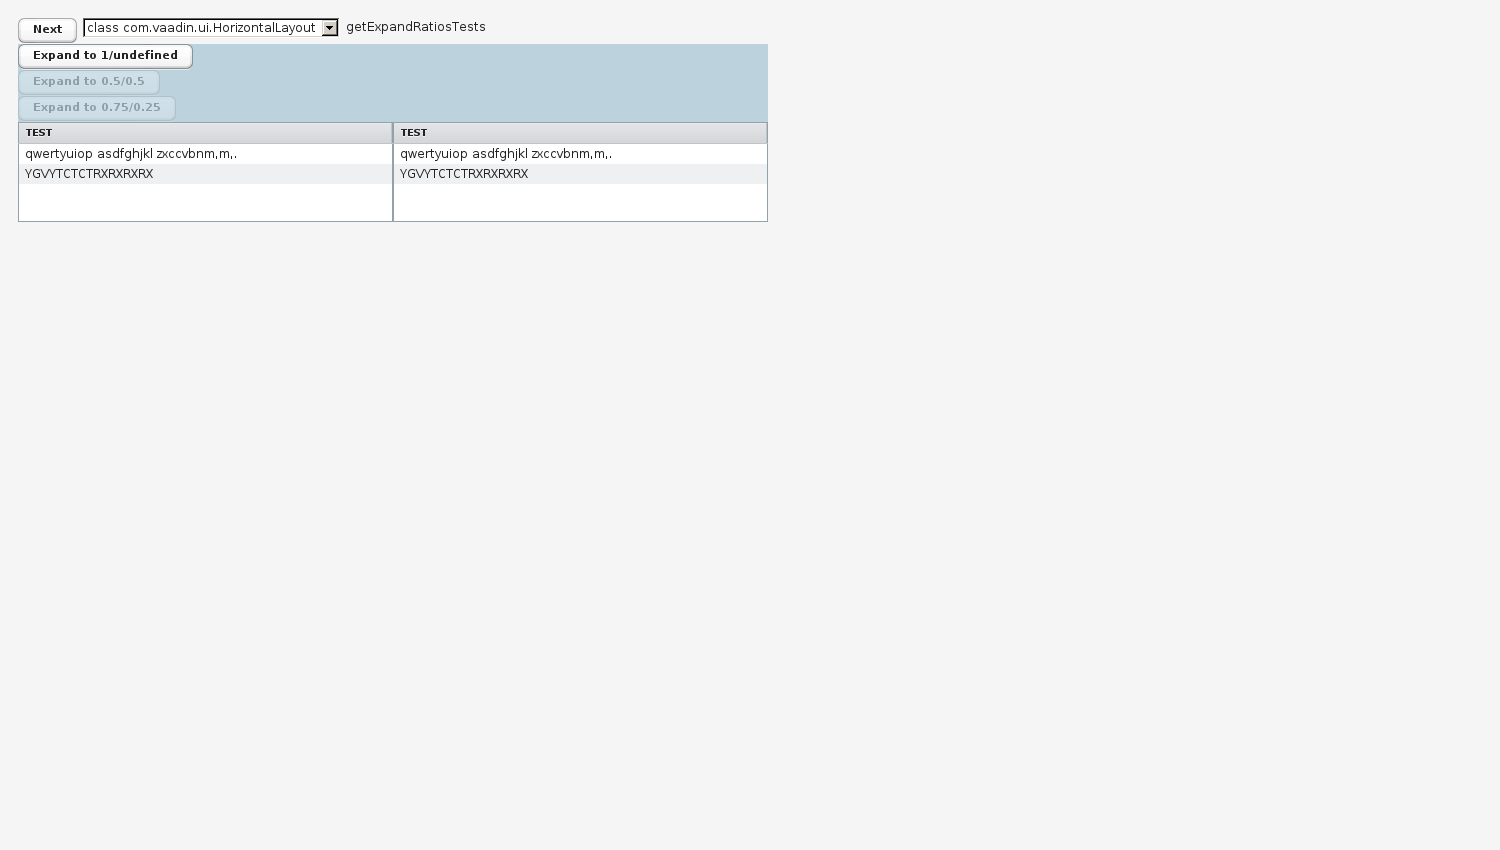 Next class com.vaadin.ui.HorizontalLayout getExpandRatiosTests
Expand to 1/undefined
Expand to 0.5/0.5
Expand to 0.75/0.25
TEST TEST
qwertyuiop asdfghjkl zxccvbnm,m,. qwertyuiop asdfghjkl zxccvbnm,m,.
YGVYTCTCTRXRXRXRX YGVYTCTCTRXRXRXRX